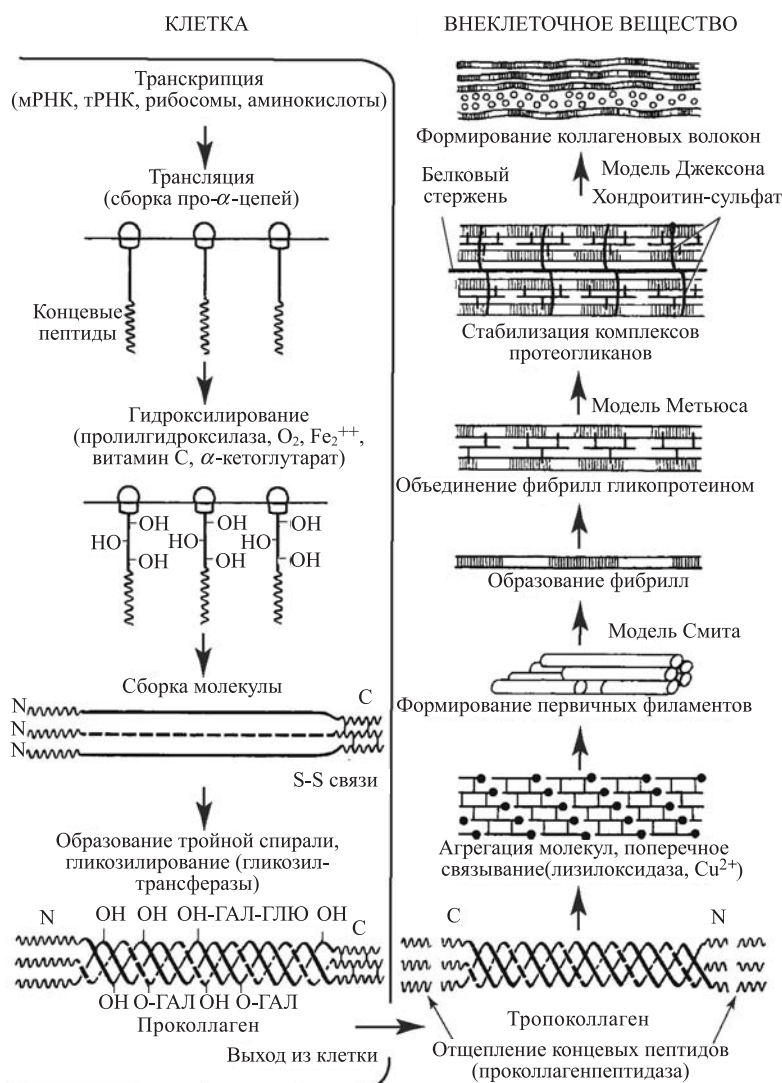 КЛЕТКА
Транскрипция
(мРНК, тРНК, рибосомы, аминокислоты)
Трансляция
(сборка про-α-цепей)
Концевые
пептиды
Гидроксилирование
(пролилгидроксилаза, O₂, Fe₂⁺⁺,
витамин С, α-кетоглутарат)
OH
OH
OH
HO
HO
HO
OH
OH
OH
Сборка молекулы
N
C
N
N
S-S связи
Образование тройной спирали,
гликозилирование (гликозил-
трансферазы)
N
OH OH OH-ГАЛ-ГЛЮ OH
C
OH О-ГАЛ OH О-ГАЛ
Проколлаген
Выход из клетки
ВНЕКЛЕТОЧНОЕ ВЕЩЕСТВО
Формирование коллагеновых волокон
Белковый
стержень
Модель Джексона
Хондроитин-сульфат
Стабилизация комплексов
протеогликанов
Модель Метьюса
Объединение фибрилл гликопротеином
Образование фибрилл
Модель Смита
Формирование первичных филаментов
Агрегация молекул, поперечное
связывание(лизилоксидаза, Cu²⁺)
C
N
Тропоколлаген
Отщепление концевых пептидов
(проколлагенпептидаза)